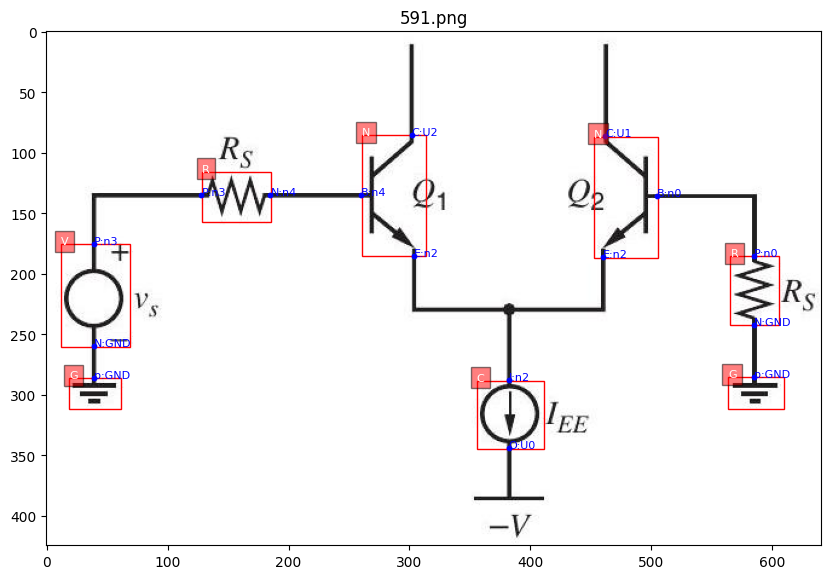 591.png
0
50
100
150
200
250
300
350
400
0
100
200
300
400
500
600
N
C:U2
N
C:U1
R
R_S
P:n3
N:n4
B:n4
Q_1
E:n2
Q_2
B:n0
E:n2
V
P:n3
+
v_s
−
N:GND
G
p:GND
R
P:n0
R_S
N:GND
G
p:GND
C
I:n2
I_EE
O:U0
−V